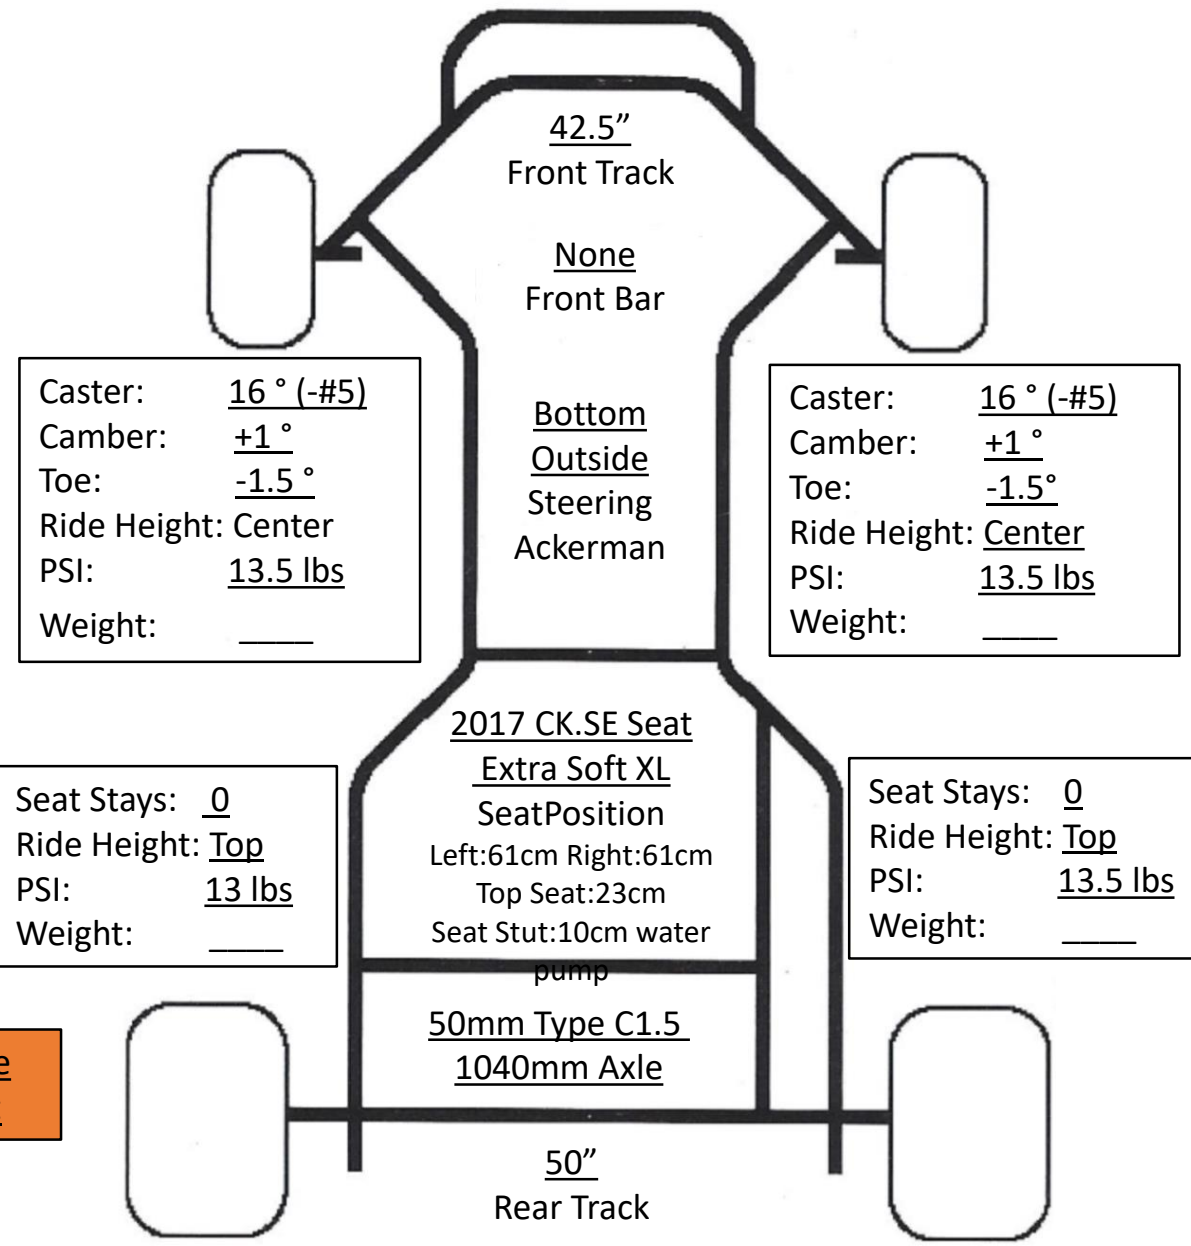 42.5”
Front Track
None
Front Bar
Caster: 16 ° (-#5)
Camber: +1 °
Toe: -1.5 °
Ride Height: Center
PSI: 13.5 lbs
Weight: ____
Bottom
Outside
Steering
Ackerman
Caster: 16 ° (-#5)
Camber: +1 °
Toe: -1.5°
Ride Height: Center
PSI: 13.5 lbs
Weight: ____
2017 CK.SE Seat
Extra Soft XL
SeatPosition
Left:61cm Right:61cm
Top Seat:23cm
Seat Stut:10cm water
pump
Seat Stays: 0
Ride Height: Top
PSI: 13 lbs
Weight: ____
Seat Stays: 0
Ride Height: Top
PSI: 13.5 lbs
Weight: ____
50mm Type C1.5
1040mm Axle
50”
Rear Track